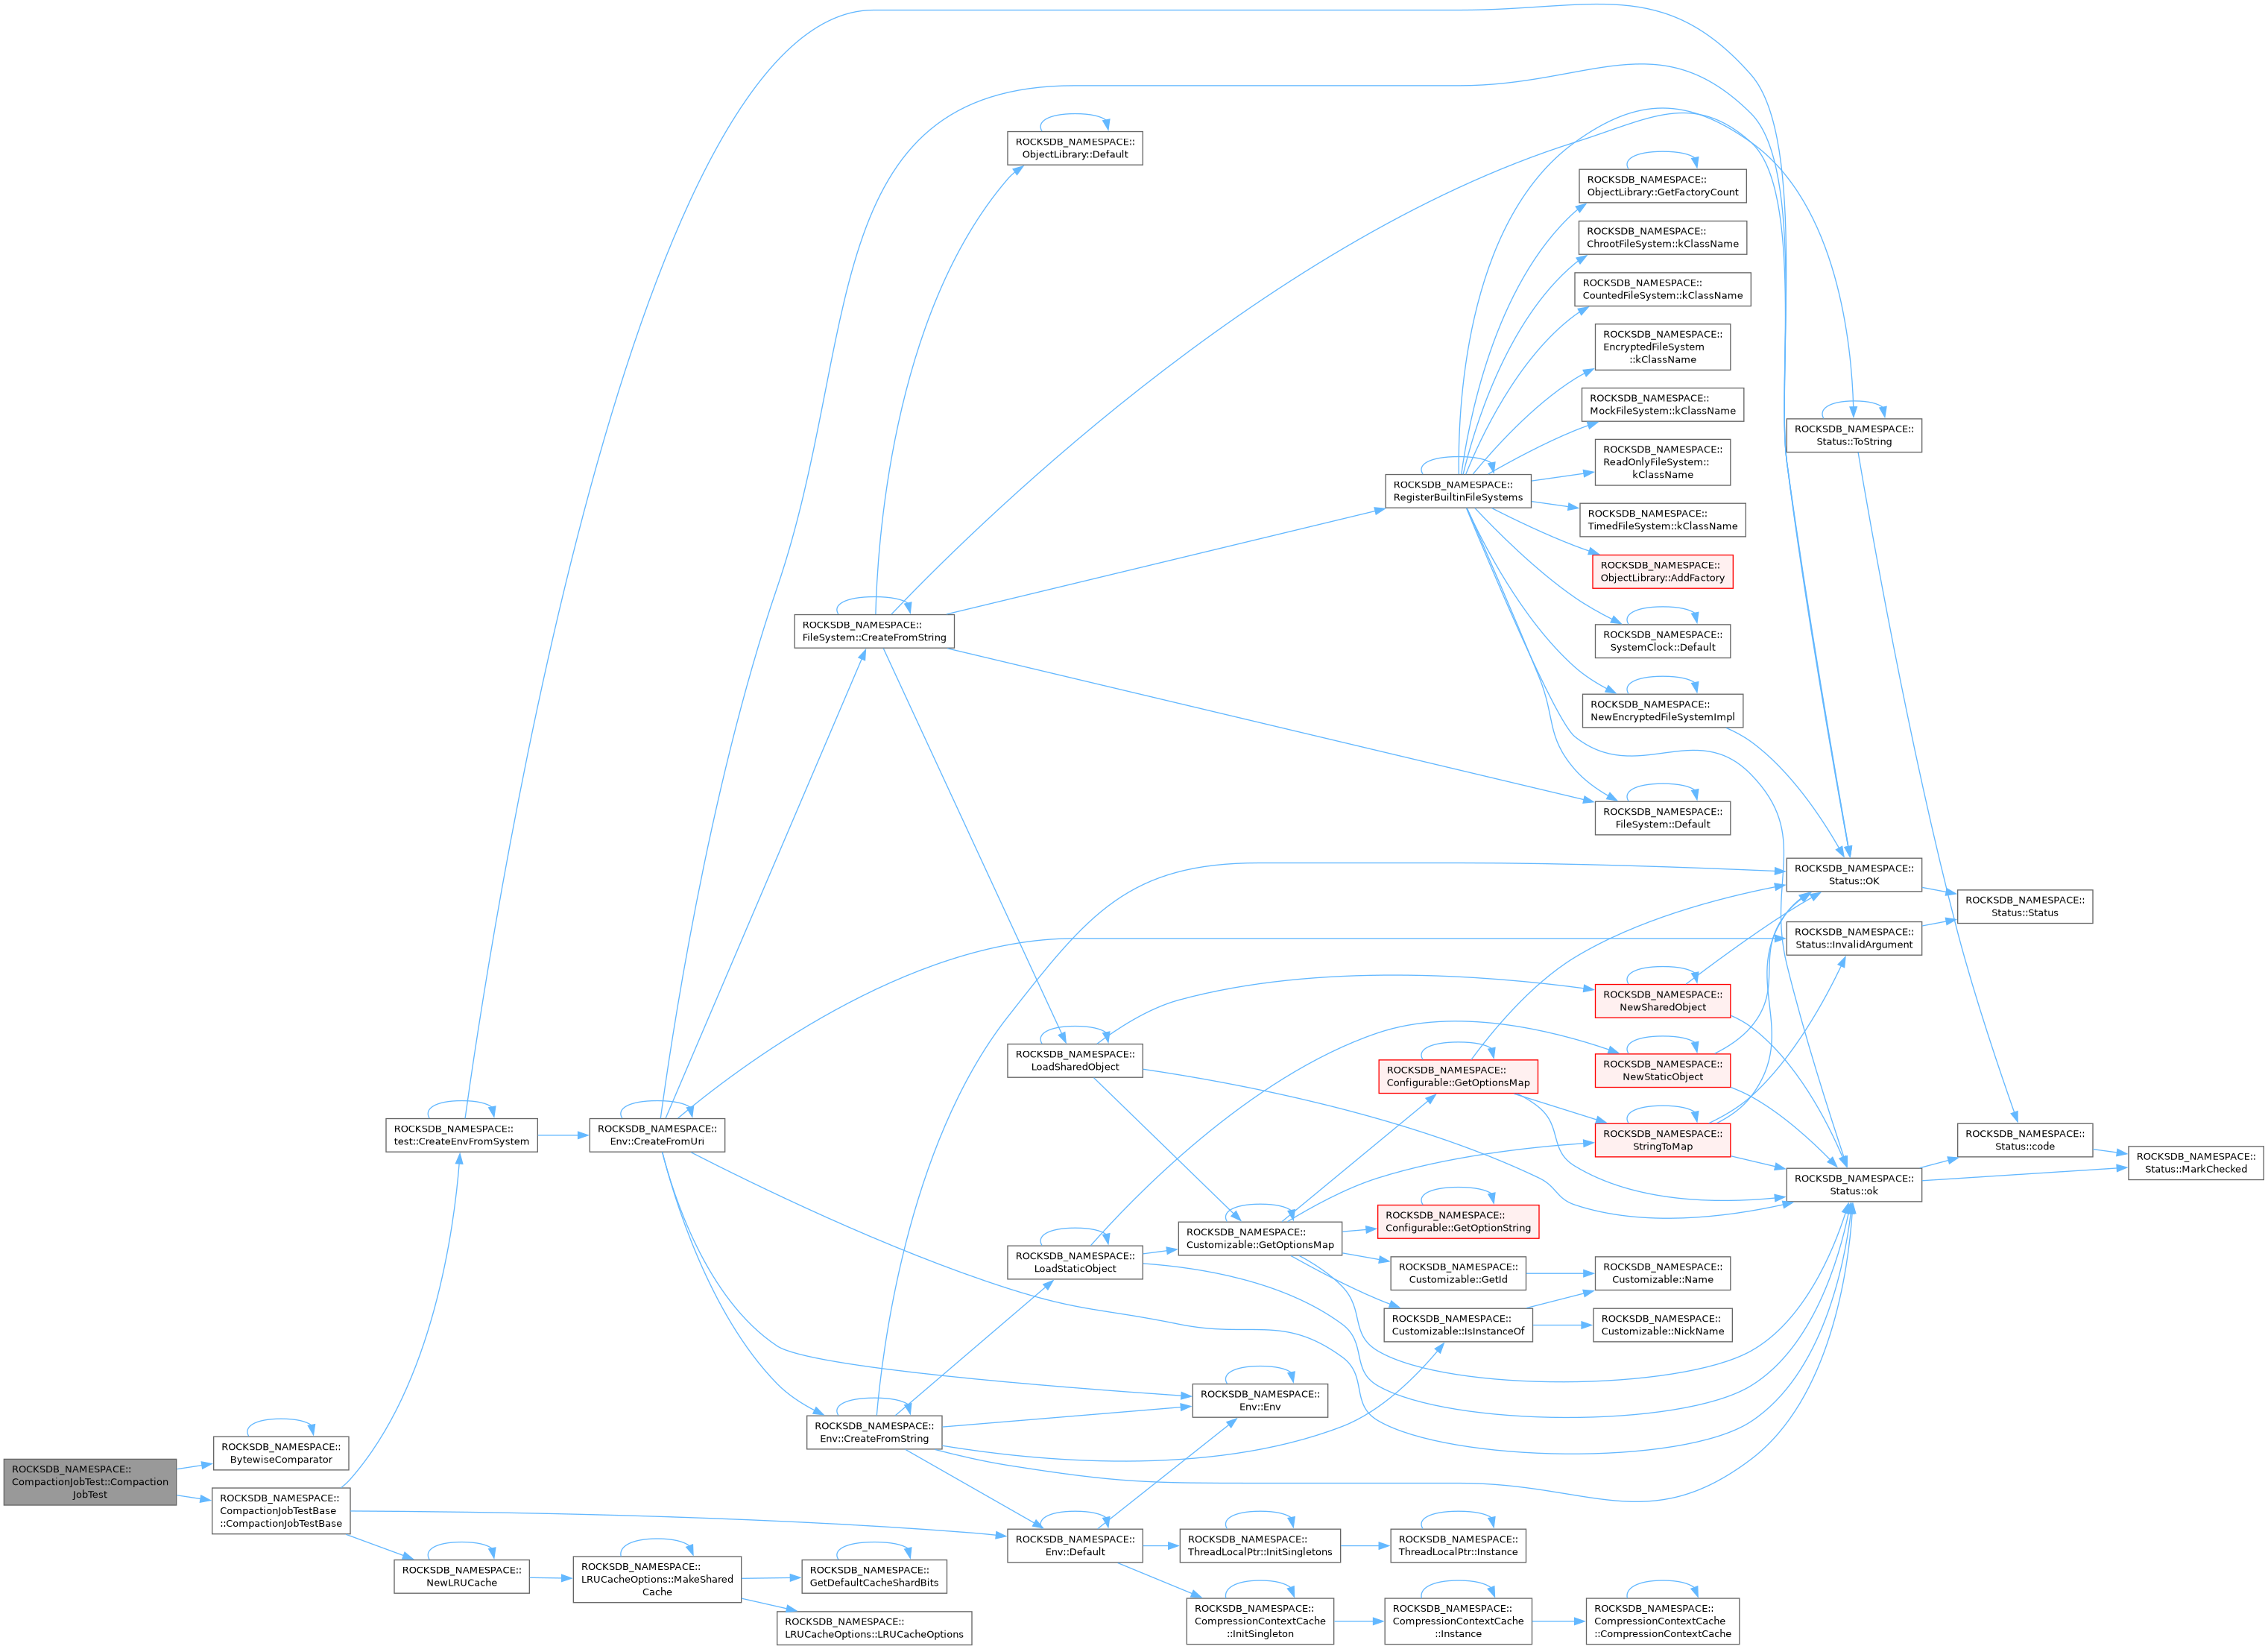 ROCKSDB_NAMESPACE::
CompactionJobTest::Compaction
JobTest
ROCKSDB_NAMESPACE::
BytewiseComparator
ROCKSDB_NAMESPACE::
CompactionJobTestBase
::CompactionJobTestBase
ROCKSDB_NAMESPACE::
test::CreateEnvFromSystem
ROCKSDB_NAMESPACE::
NewLRUCache
ROCKSDB_NAMESPACE::
Env::CreateFromUri
ROCKSDB_NAMESPACE::
LRUCacheOptions::MakeShared
Cache
ROCKSDB_NAMESPACE::
FileSystem::CreateFromString
ROCKSDB_NAMESPACE::
Env::CreateFromString
ROCKSDB_NAMESPACE::
GetDefaultCacheShardBits
ROCKSDB_NAMESPACE::
LRUCacheOptions::LRUCacheOptions
ROCKSDB_NAMESPACE::
ObjectLibrary::Default
ROCKSDB_NAMESPACE::
LoadSharedObject
ROCKSDB_NAMESPACE::
LoadStaticObject
ROCKSDB_NAMESPACE::
Env::Default
ROCKSDB_NAMESPACE::
Customizable::GetOptionsMap
ROCKSDB_NAMESPACE::
Env::Env
ROCKSDB_NAMESPACE::
ThreadLocalPtr::InitSingletons
ROCKSDB_NAMESPACE::
CompressionContextCache
::InitSingleton
ROCKSDB_NAMESPACE::
RegisterBuiltinFileSystems
ROCKSDB_NAMESPACE::
Configurable::GetOptionsMap
ROCKSDB_NAMESPACE::
Configurable::GetOptionString
ROCKSDB_NAMESPACE::
Customizable::GetId
ROCKSDB_NAMESPACE::
Customizable::IsInstanceOf
ROCKSDB_NAMESPACE::
ThreadLocalPtr::Instance
ROCKSDB_NAMESPACE::
CompressionContextCache
::Instance
ROCKSDB_NAMESPACE::
ObjectLibrary::GetFactoryCount
ROCKSDB_NAMESPACE::
ChrootFileSystem::kClassName
ROCKSDB_NAMESPACE::
CountedFileSystem::kClassName
ROCKSDB_NAMESPACE::
EncryptedFileSystem
::kClassName
ROCKSDB_NAMESPACE::
MockFileSystem::kClassName
ROCKSDB_NAMESPACE::
ReadOnlyFileSystem::
kClassName
ROCKSDB_NAMESPACE::
TimedFileSystem::kClassName
ROCKSDB_NAMESPACE::
ObjectLibrary::AddFactory
ROCKSDB_NAMESPACE::
SystemClock::Default
ROCKSDB_NAMESPACE::
NewEncryptedFileSystemImpl
ROCKSDB_NAMESPACE::
FileSystem::Default
ROCKSDB_NAMESPACE::
NewSharedObject
ROCKSDB_NAMESPACE::
NewStaticObject
ROCKSDB_NAMESPACE::
StringToMap
ROCKSDB_NAMESPACE::
Customizable::Name
ROCKSDB_NAMESPACE::
Customizable::NickName
ROCKSDB_NAMESPACE::
CompressionContextCache
::CompressionContextCache
ROCKSDB_NAMESPACE::
Status::ToString
ROCKSDB_NAMESPACE::
Status::OK
ROCKSDB_NAMESPACE::
Status::InvalidArgument
ROCKSDB_NAMESPACE::
Status::ok
ROCKSDB_NAMESPACE::
Status::Status
ROCKSDB_NAMESPACE::
Status::code
ROCKSDB_NAMESPACE::
Status::MarkChecked